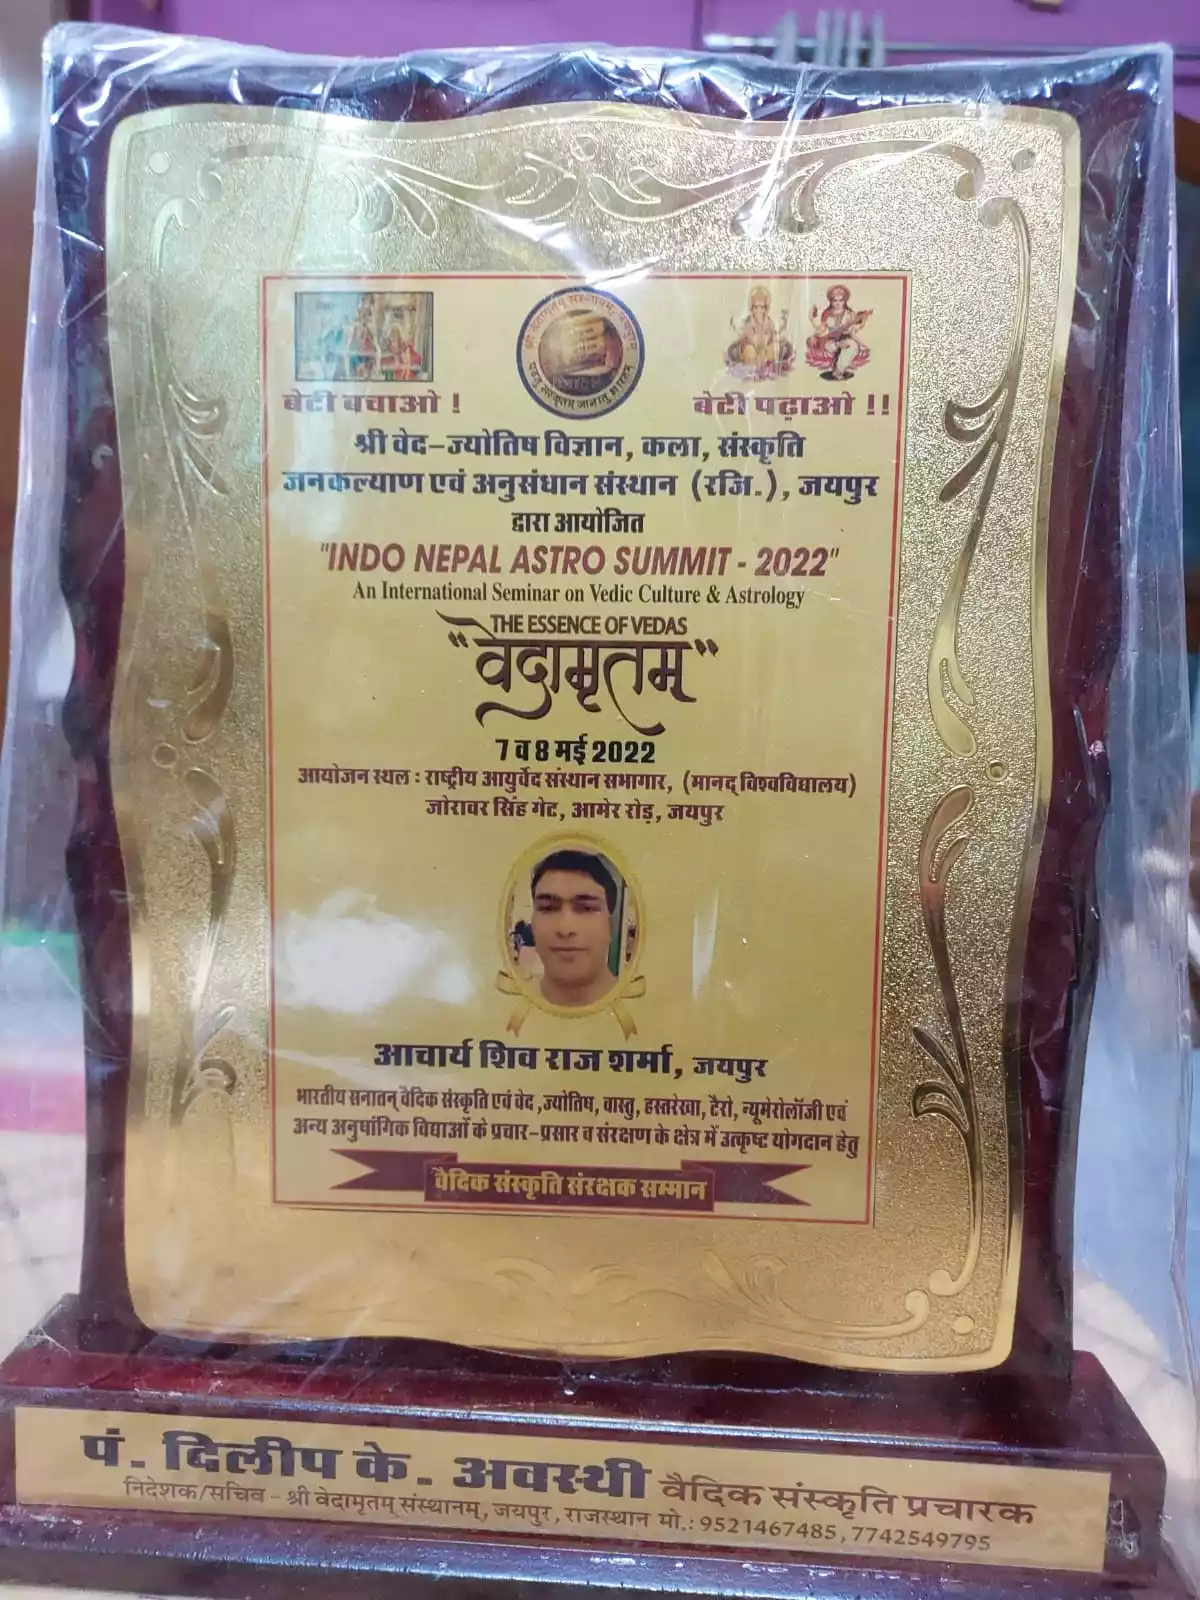 बेटी बचाओ !
बेटी पढ़ाओ !!
श्री वेद-ज्योतिष विज्ञान, कला, संस्कृति
जनकल्याण एवं अनुसंधान संस्थान (रजि.), जयपुर
द्वारा आयोजित
"INDO NEPAL ASTRO SUMMIT - 2022"
An International Seminar on Vedic Culture & Astrology
THE ESSENCE OF VEDAS
"वेदामृतम"
7 व 8 मई 2022
आयोजन स्थल : राष्ट्रीय आयुर्वेद संस्थान सभागार, (मानद् विश्वविद्यालय)
जोरावर सिंह गेट, आमेर रोड़, जयपुर
आचार्य शिव राज शर्मा, जयपुर
भारतीय सनातन् वैदिक संस्कृति एवं वेद ,ज्योतिष, वास्तु, हस्तरेखा, टैरो, न्यूमेरोलॉजी एवं
अन्य अनुषांगिक विद्याओं के प्रचार-प्रसार व संरक्षण के क्षेत्र में उत्कृष्ट योगदान हेतु
वैदिक संस्कृति संरक्षक सम्मान
पं. दिलीप के. अवस्थी वैदिक संस्कृति प्रचारक
निदेशक/सचिव - श्री वेदामृतम् संस्थानम्, जयपुर, राजस्थान मो.: 9521467485, 7742549795